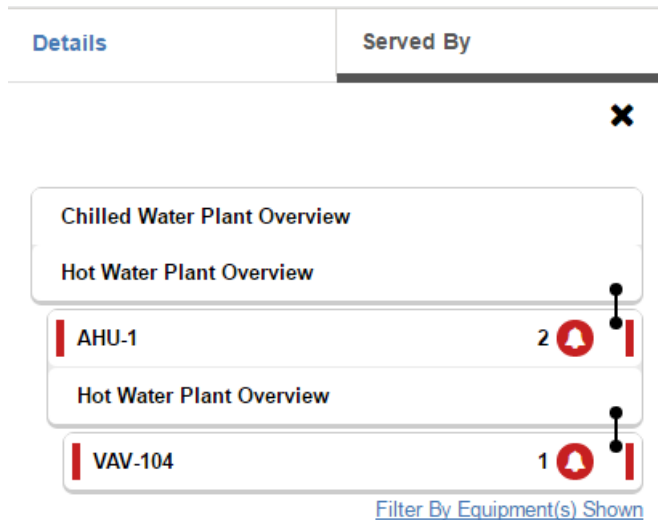 Details
Served By
Chilled Water Plant Overview
Hot Water Plant Overview
AHU-1 2
Hot Water Plant Overview
VAV-104 1
Filter By Equipment(s) Shown